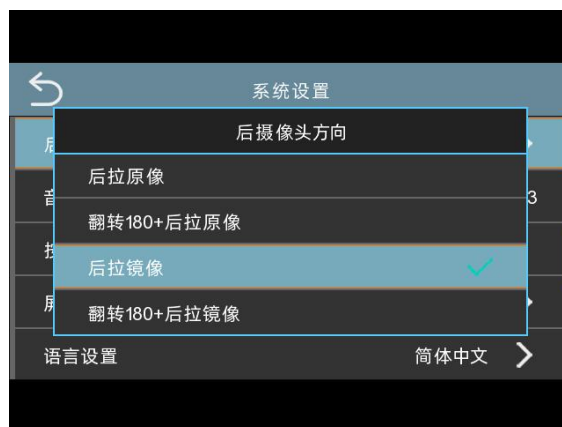 系统设置
后摄像头方向
后拉原像
3
翻转180+后拉原像
后拉镜像
翻转180+后拉镜像
语言设置 简体中文